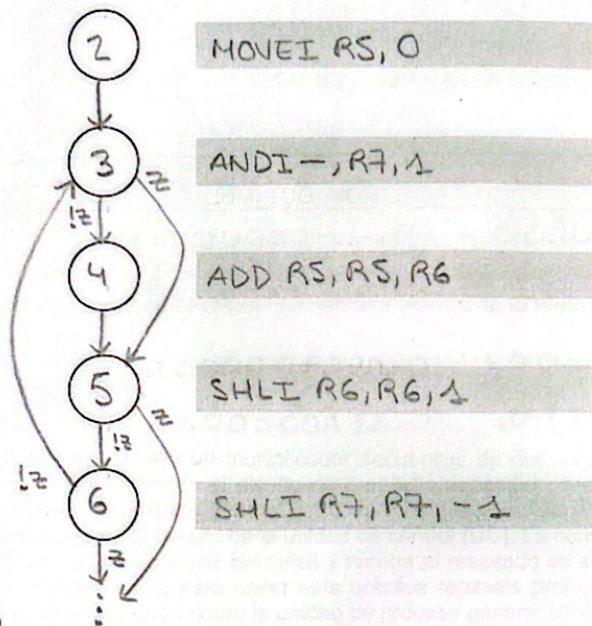 2 MOVEI R5, 0
3 ANDI -, R7, 1
z
!z
4 ADD R5, R5, R6
5 SHLI R6, R6, 1
z
!z
!z
6 SHLI R7, R7, -1
z